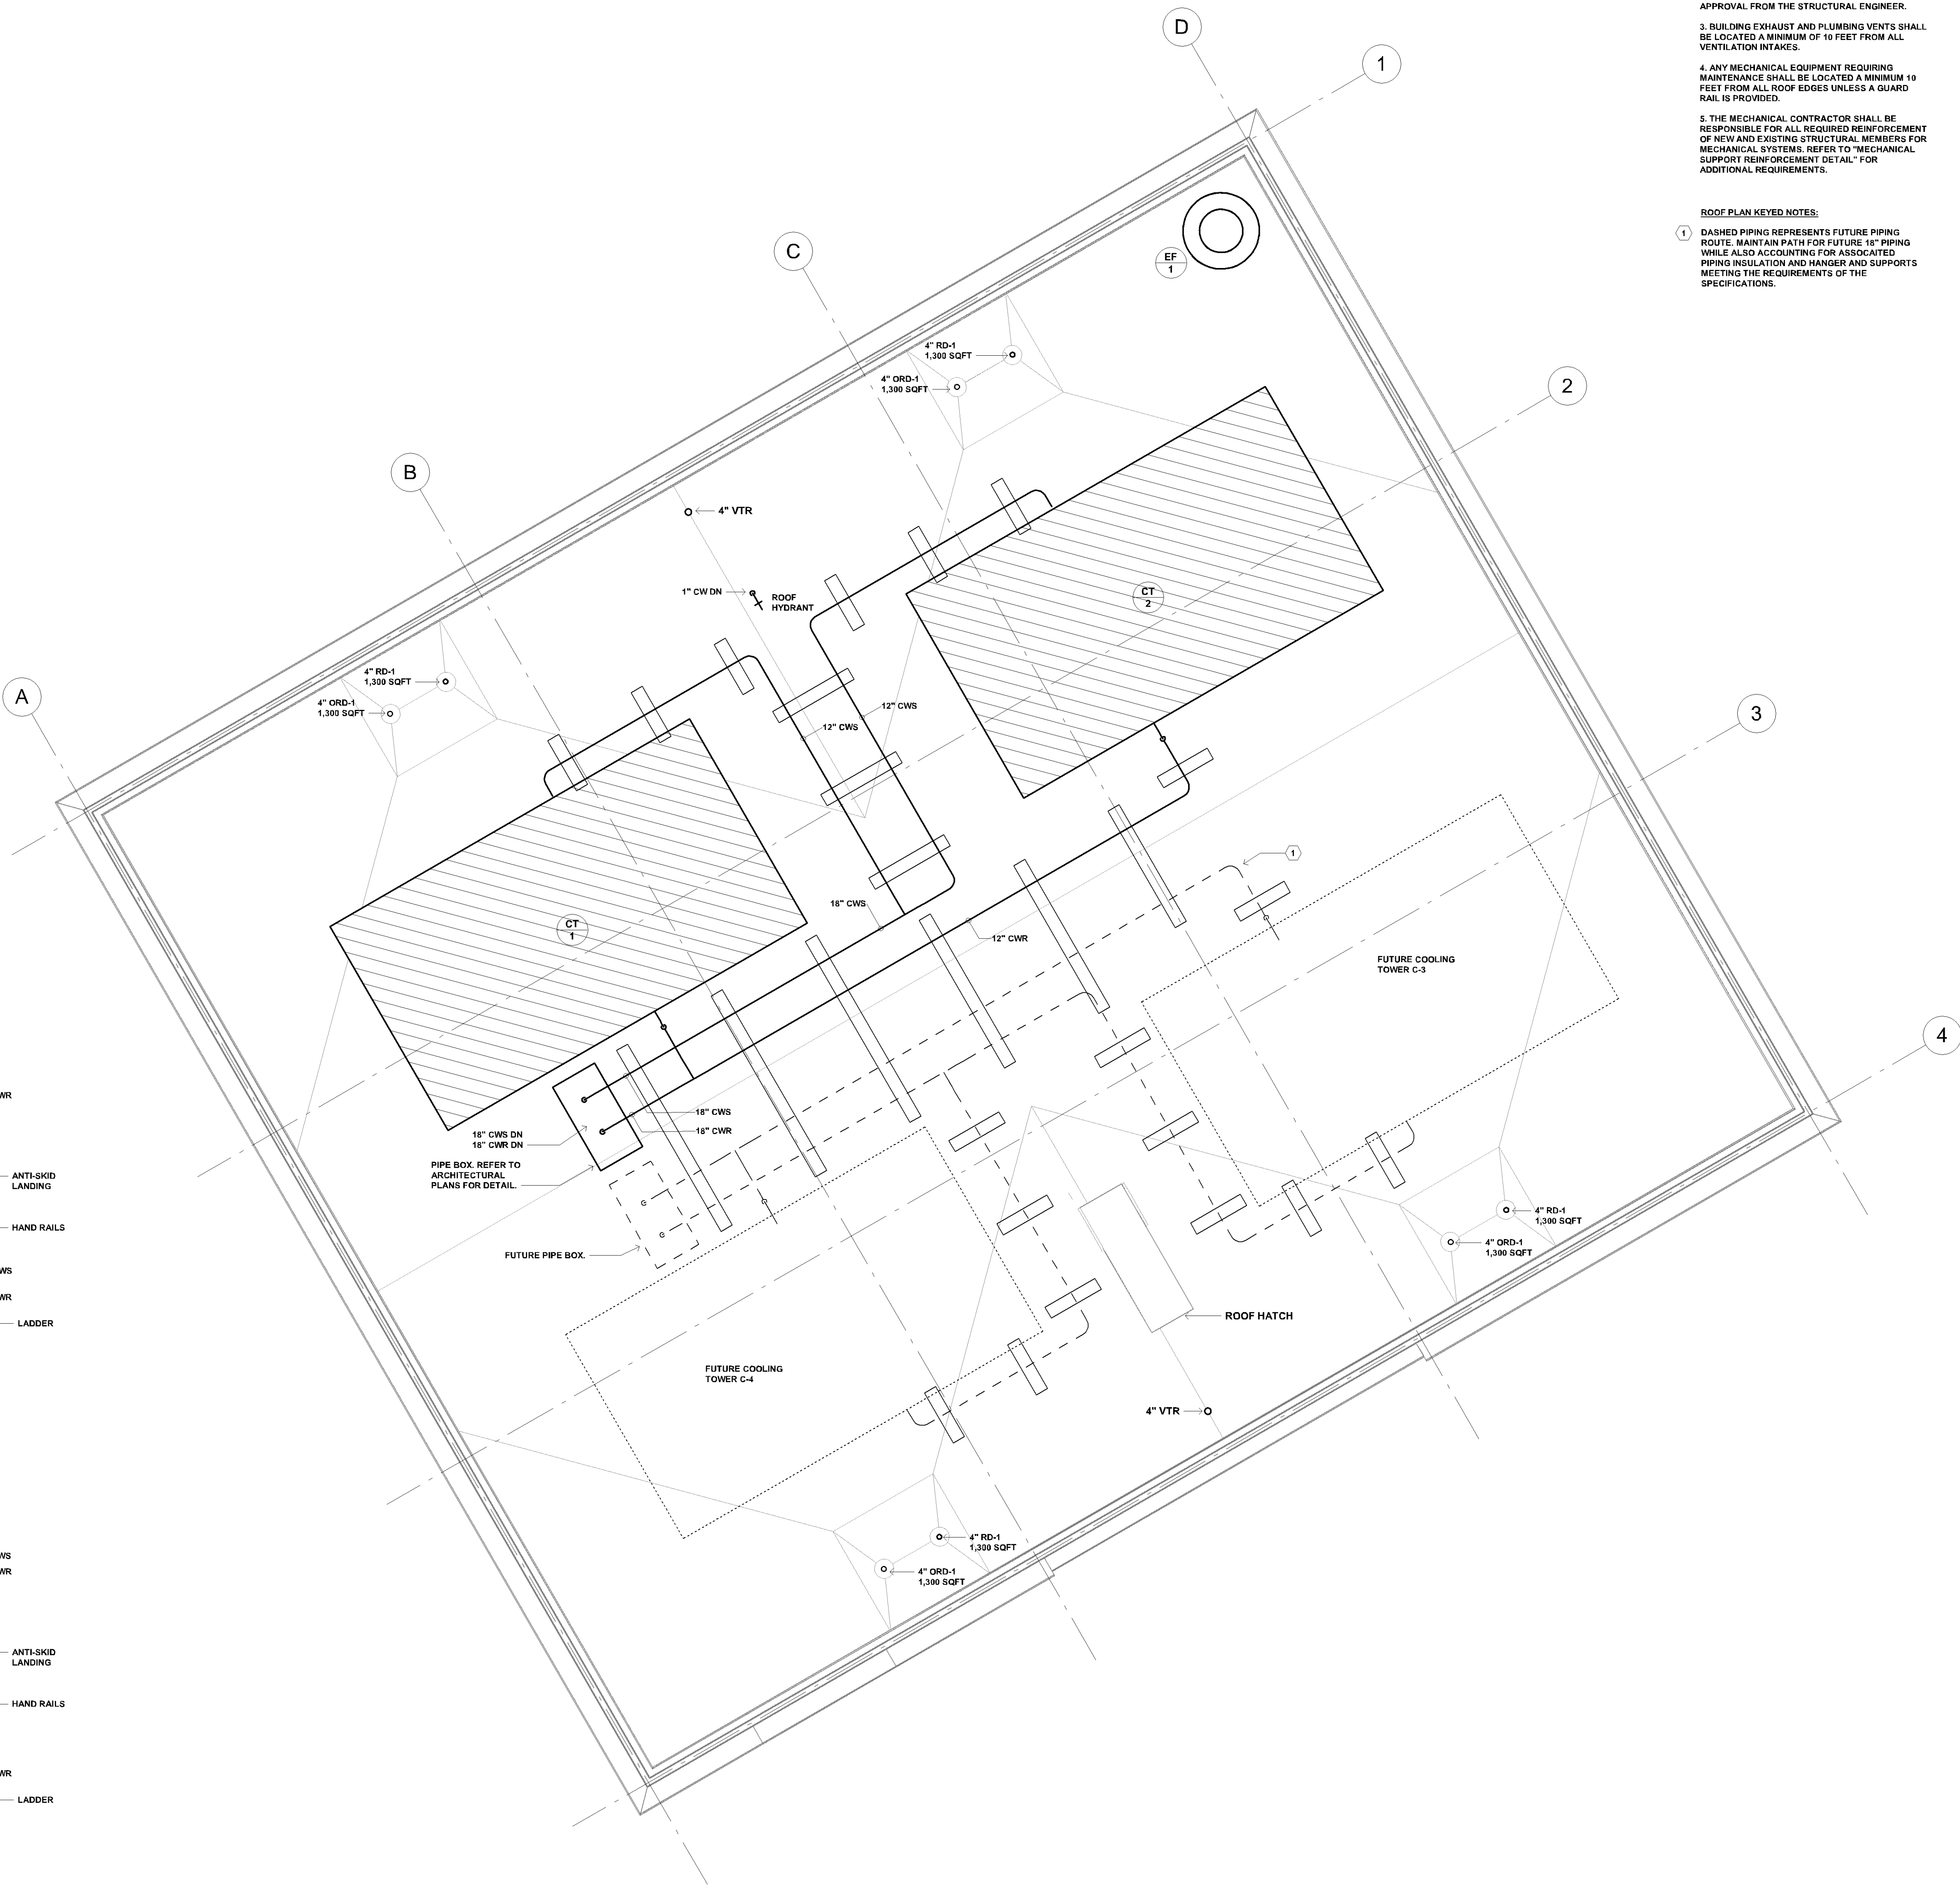 APPROVAL FROM THE STRUCTURAL ENGINEER.
3. BUILDING EXHAUST AND PLUMBING VENTS SHALL
BE LOCATED A MINIMUM OF 10 FEET FROM ALL
VENTILATION INTAKES.
4. ANY MECHANICAL EQUIPMENT REQUIRING
MAINTENANCE SHALL BE LOCATED A MINIMUM 10
FEET FROM ALL ROOF EDGES UNLESS A GUARD
RAIL IS PROVIDED.
5. THE MECHANICAL CONTRACTOR SHALL BE
RESPONSIBLE FOR ALL REQUIRED REINFORCEMENT
OF NEW AND EXISTING STRUCTURAL MEMBERS FOR
MECHANICAL SYSTEMS. REFER TO "MECHANICAL
SUPPORT REINFORCEMENT DETAIL" FOR
ADDITIONAL REQUIREMENTS.
ROOF PLAN KEYED NOTES:
1
DASHED PIPING REPRESENTS FUTURE PIPING
ROUTE. MAINTAIN PATH FOR FUTURE 18" PIPING
WHILE ALSO ACCOUNTING FOR ASSOCAITED
PIPING INSULATION AND HANGER AND SUPPORTS
MEETING THE REQUIREMENTS OF THE
SPECIFICATIONS.
D
1
C
EF
1
4" RD-1
1,300 SQFT
4" ORD-1
1,300 SQFT
2
B
4" VTR
1" CW DN
ROOF
HYDRANT
CT
2
4" RD-1
1,300 SQFT
4" ORD-1
1,300 SQFT
A
12" CWS
12" CWS
3
1
18" CWS
12" CWR
CT
1
FUTURE COOLING
TOWER C-3
4
18" CWS
18" CWR
18" CWS DN
18" CWR DN
PIPE BOX. REFER TO
ARCHITECTURAL
PLANS FOR DETAIL.
FUTURE PIPE BOX.
4" RD-1
1,300 SQFT
4" ORD-1
1,300 SQFT
ROOF HATCH
FUTURE COOLING
TOWER C-4
4" VTR
4" RD-1
1,300 SQFT
4" ORD-1
1,300 SQFT
WR
ANTI-SKID
LANDING
HAND RAILS
WS
WR
LADDER
WS
WR
ANTI-SKID
LANDING
HAND RAILS
WR
LADDER